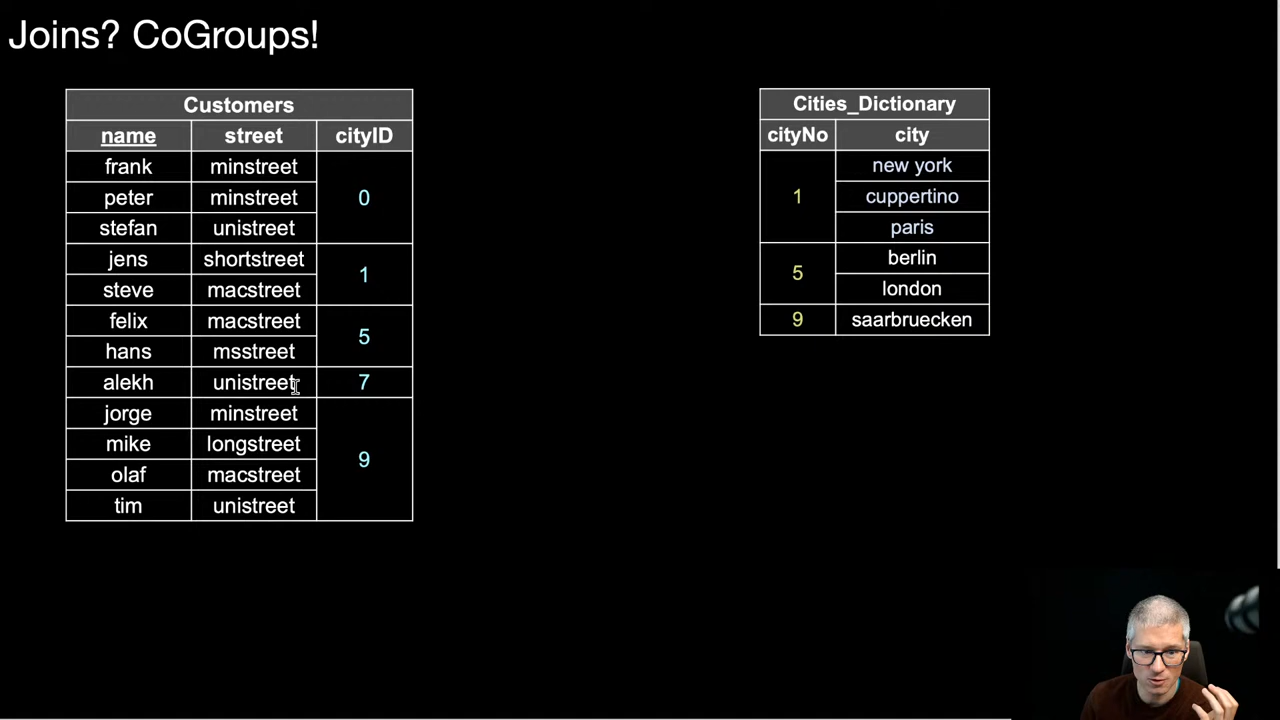 Joins? CoGroups!
Customers
name street cityID
frank minstreet
peter minstreet 0
stefan unistreet
jens shortstreet
1
steve macstreet
felix macstreet
5
hans msstreet
alekh unistreet 7
jorge minstreet
mike longstreet
9
olaf macstreet
tim unistreet
Cities_Dictionary
cityNo city
new york
1 cuppertino
paris
berlin
5
london
9 saarbruecken